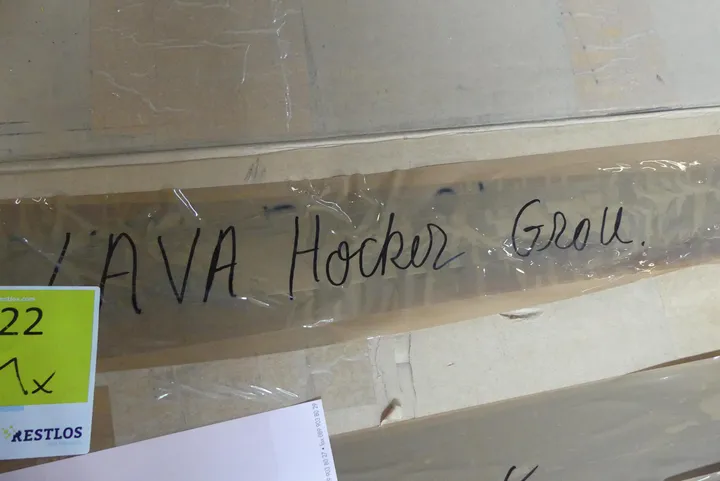 LAVA Hocker Grau.
22
1x
RESTLOS